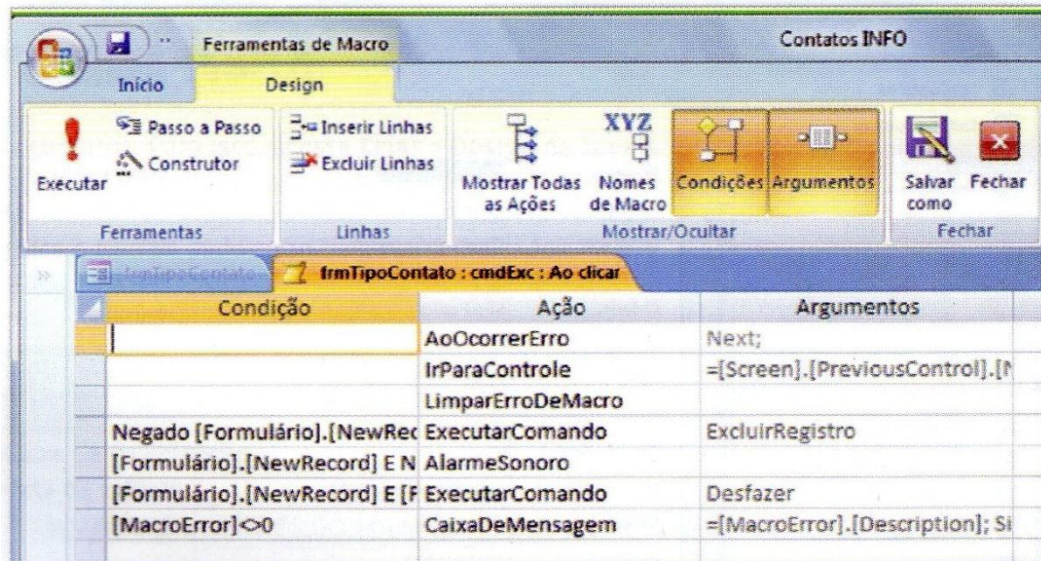 Ferramentas de Macro
Contatos INFO
Início
Design
Executar
Passo a Passo
Construtor
Ferramentas
Inserir Linhas
Excluir Linhas
Linhas
Mostrar Todas as Ações
XYZ
Nomes de Macro
Condições
Argumentos
Mostrar/Ocultar
Salvar como
Fechar
Fechar
frmTipoContato
frmTipoContato : cmdExc : Ao clicar
Condição Ação Argumentos
AoOcorrerErro Next;
IrParaControle =[Screen].[PreviousControl].[N
LimparErroDeMacro
Negado [Formulário].[NewRec ExecutarComando ExcluirRegistro
[Formulário].[NewRecord] E N AlarmeSonoro
[Formulário].[NewRecord] E [F ExecutarComando Desfazer
[MacroError]<>0 CaixaDeMensagem =[MacroError].[Description]; Si